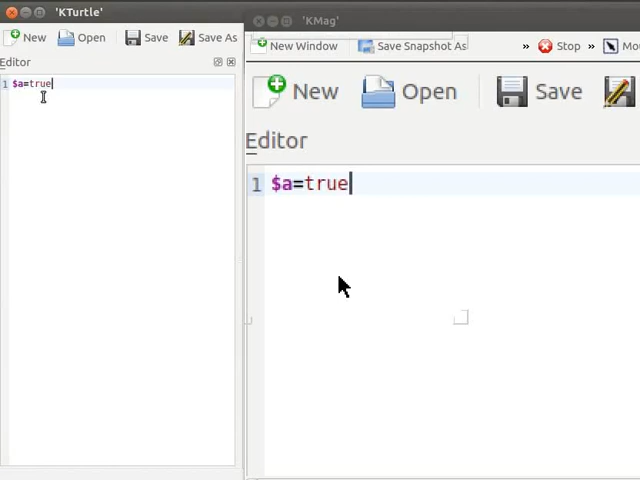 'KTurtle'
New Open Save Save As
Editor
1 $a=true
'KMag'
New Window Save Snapshot As » Stop »
New Open Save
Editor
1 $a=true